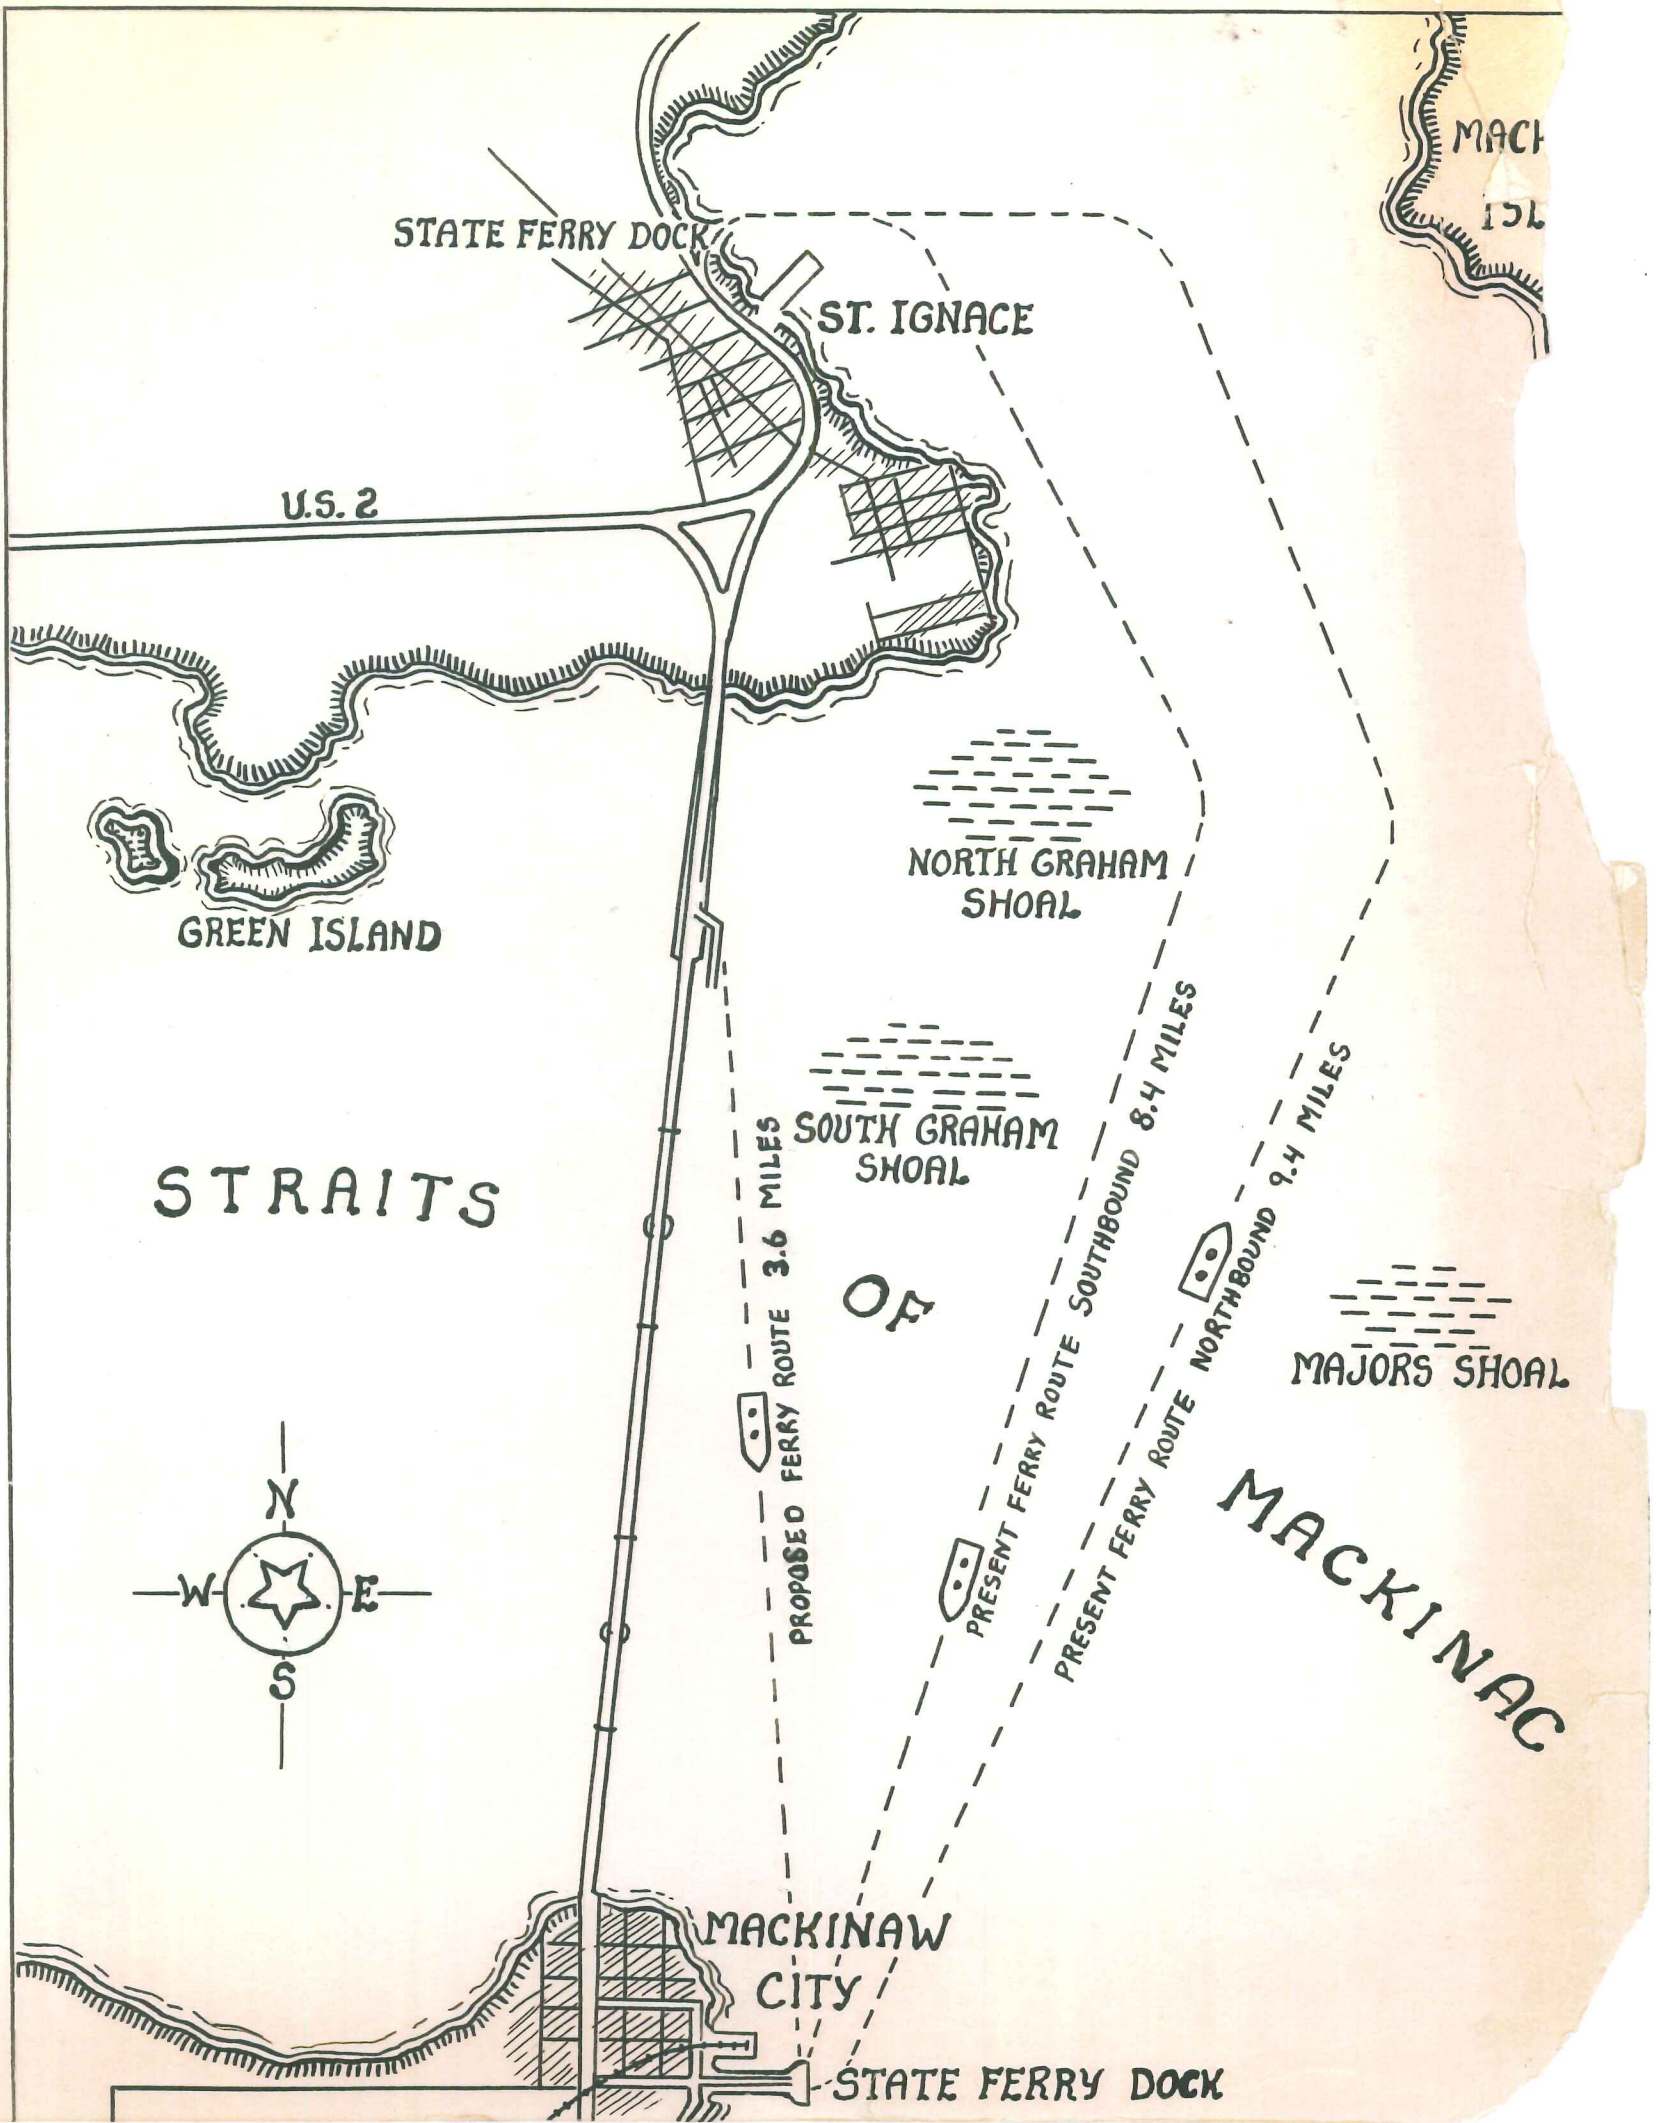 MACK
ISL
STATE FERRY DOCK
ST. IGNACE
U.S. 2
NORTH GRAHAM
SHOAL
GREEN ISLAND
SOUTH GRAHAM
SHOAL
STRAITS
OF
MACKINAC
PROPOSED FERRY ROUTE 3.6 MILES
PRESENT FERRY ROUTE SOUTHBOUND 8.4 MILES
PRESENT FERRY ROUTE NORTHBOUND 9.4 MILES
MAJORS SHOAL
N
W
E
S
MACKINAW
CITY
STATE FERRY DOCK